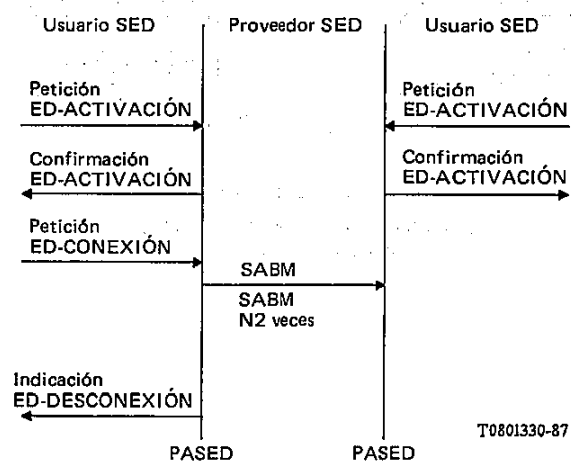 Usuario SED Proveedor SED Usuario SED
Petición
ED-ACTIVACIÓN
Petición
ED-ACTIVACIÓN
Confirmación
ED-ACTIVACIÓN
Confirmación
ED-ACTIVACIÓN
Petición
ED-CONEXIÓN
SABM
SABM
N2 veces
Indicación
ED-DESCONEXIÓN
T0801330-87
PASED PASED